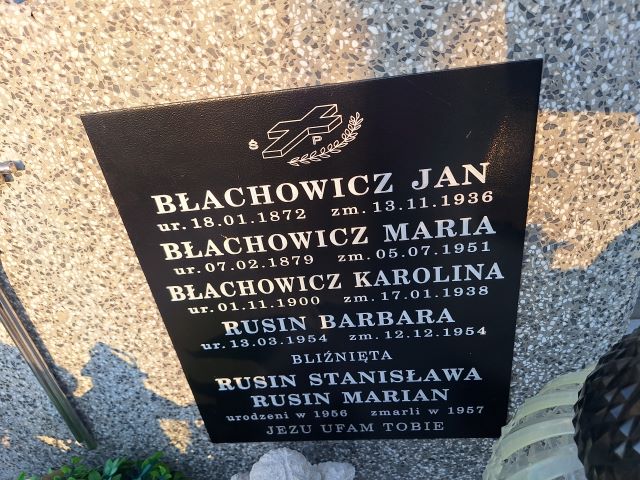 Ś P
BŁACHOWICZ JAN
ur. 18.01.1872 zm. 13.11.1936
BŁACHOWICZ MARIA
ur. 07.02.1879 zm. 05.07.1951
BŁACHOWICZ KAROLINA
ur. 01.11.1900 zm. 17.01.1938
RUSIN BARBARA
ur. 13.03.1954 zm. 12.12.1954
BLIŹNIĘTA
RUSIN STANISŁAWA
RUSIN MARIAN
urodzeni w 1956 zmarli w 1957
JEZU UFAM TOBIE